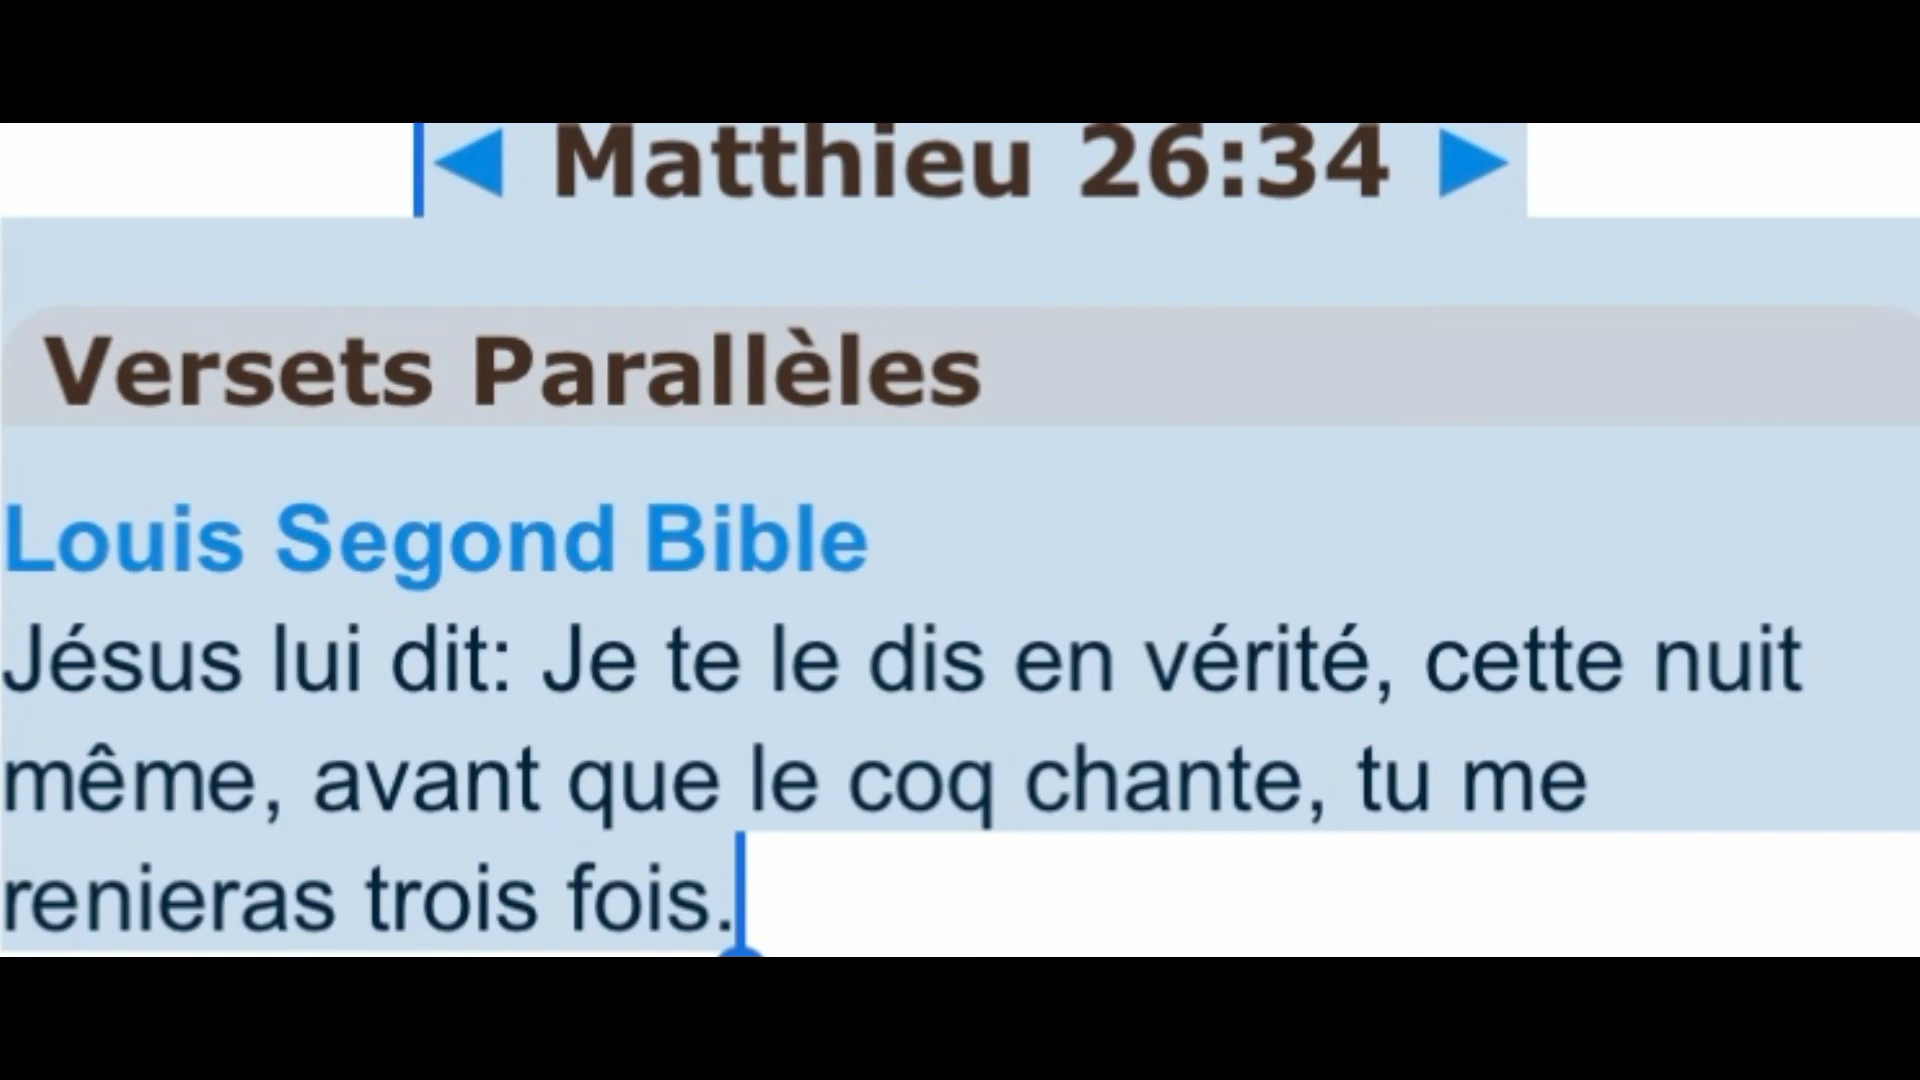 ◀ Matthieu 26:34 ▶
Versets Parallèles
Louis Segond Bible
Jésus lui dit: Je te le dis en vérité, cette nuit
même, avant que le coq chante, tu me
renieras trois fois.